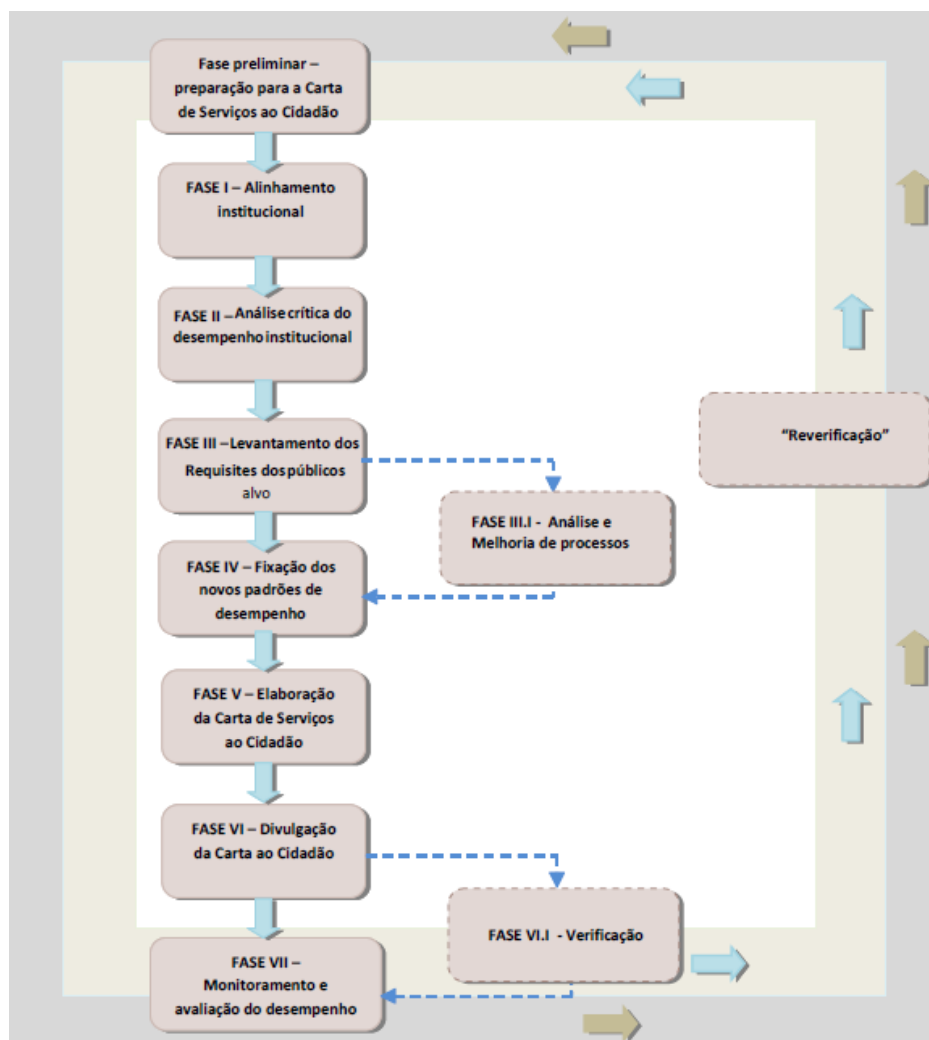 Fase preliminar –
preparação para a Carta
de Serviços ao Cidadão
FASE I – Alinhamento
institucional
FASE II – Análise crítica do
desempenho institucional
FASE III –Levantamento dos
Requisites dos públicos
alvo
FASE III.I - Análise e
Melhoria de processos
“Reverificação”
FASE IV – Fixação dos
novos padrões de
desempenho
FASE V – Elaboração
da Carta de Serviços
ao Cidadão
FASE VI – Divulgação
da Carta ao Cidadão
FASE VI.I - Verificação
FASE VII –
Monitoramento e
avaliação do desempenho